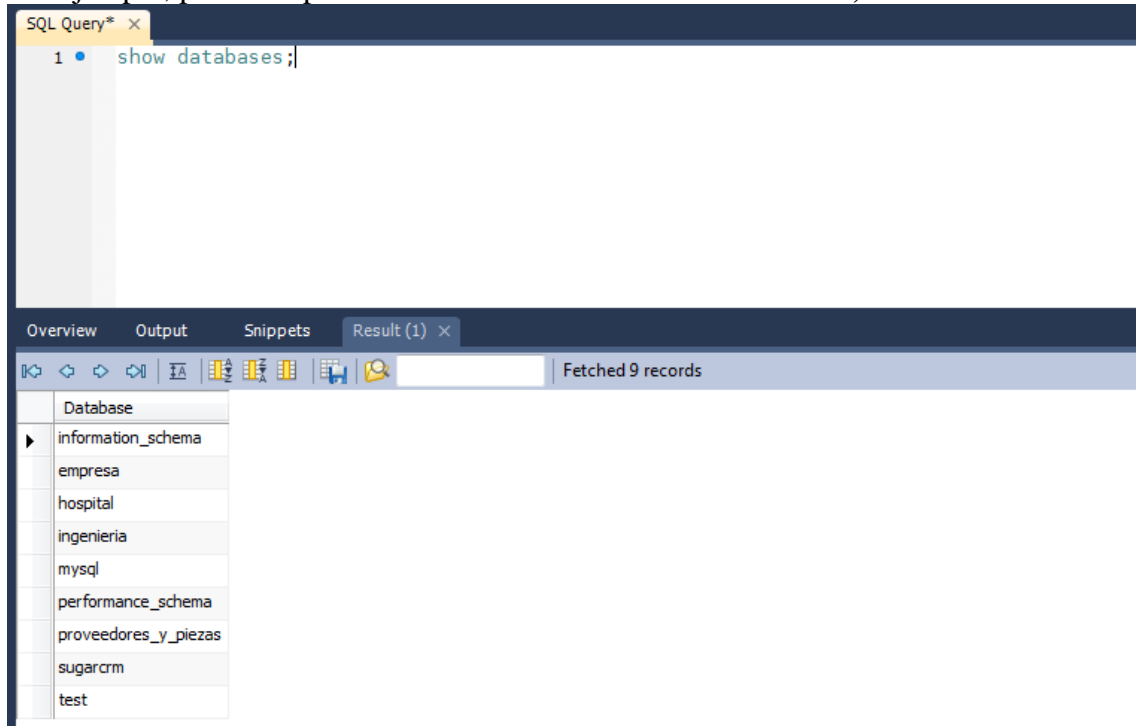 SQL Query*
1 show databases;
Overview Output Snippets Result (1)
Fetched 9 records
Database
information_schema
empresa
hospital
ingenieria
mysql
performance_schema
proveedores_y_piezas
sugarcrm
test